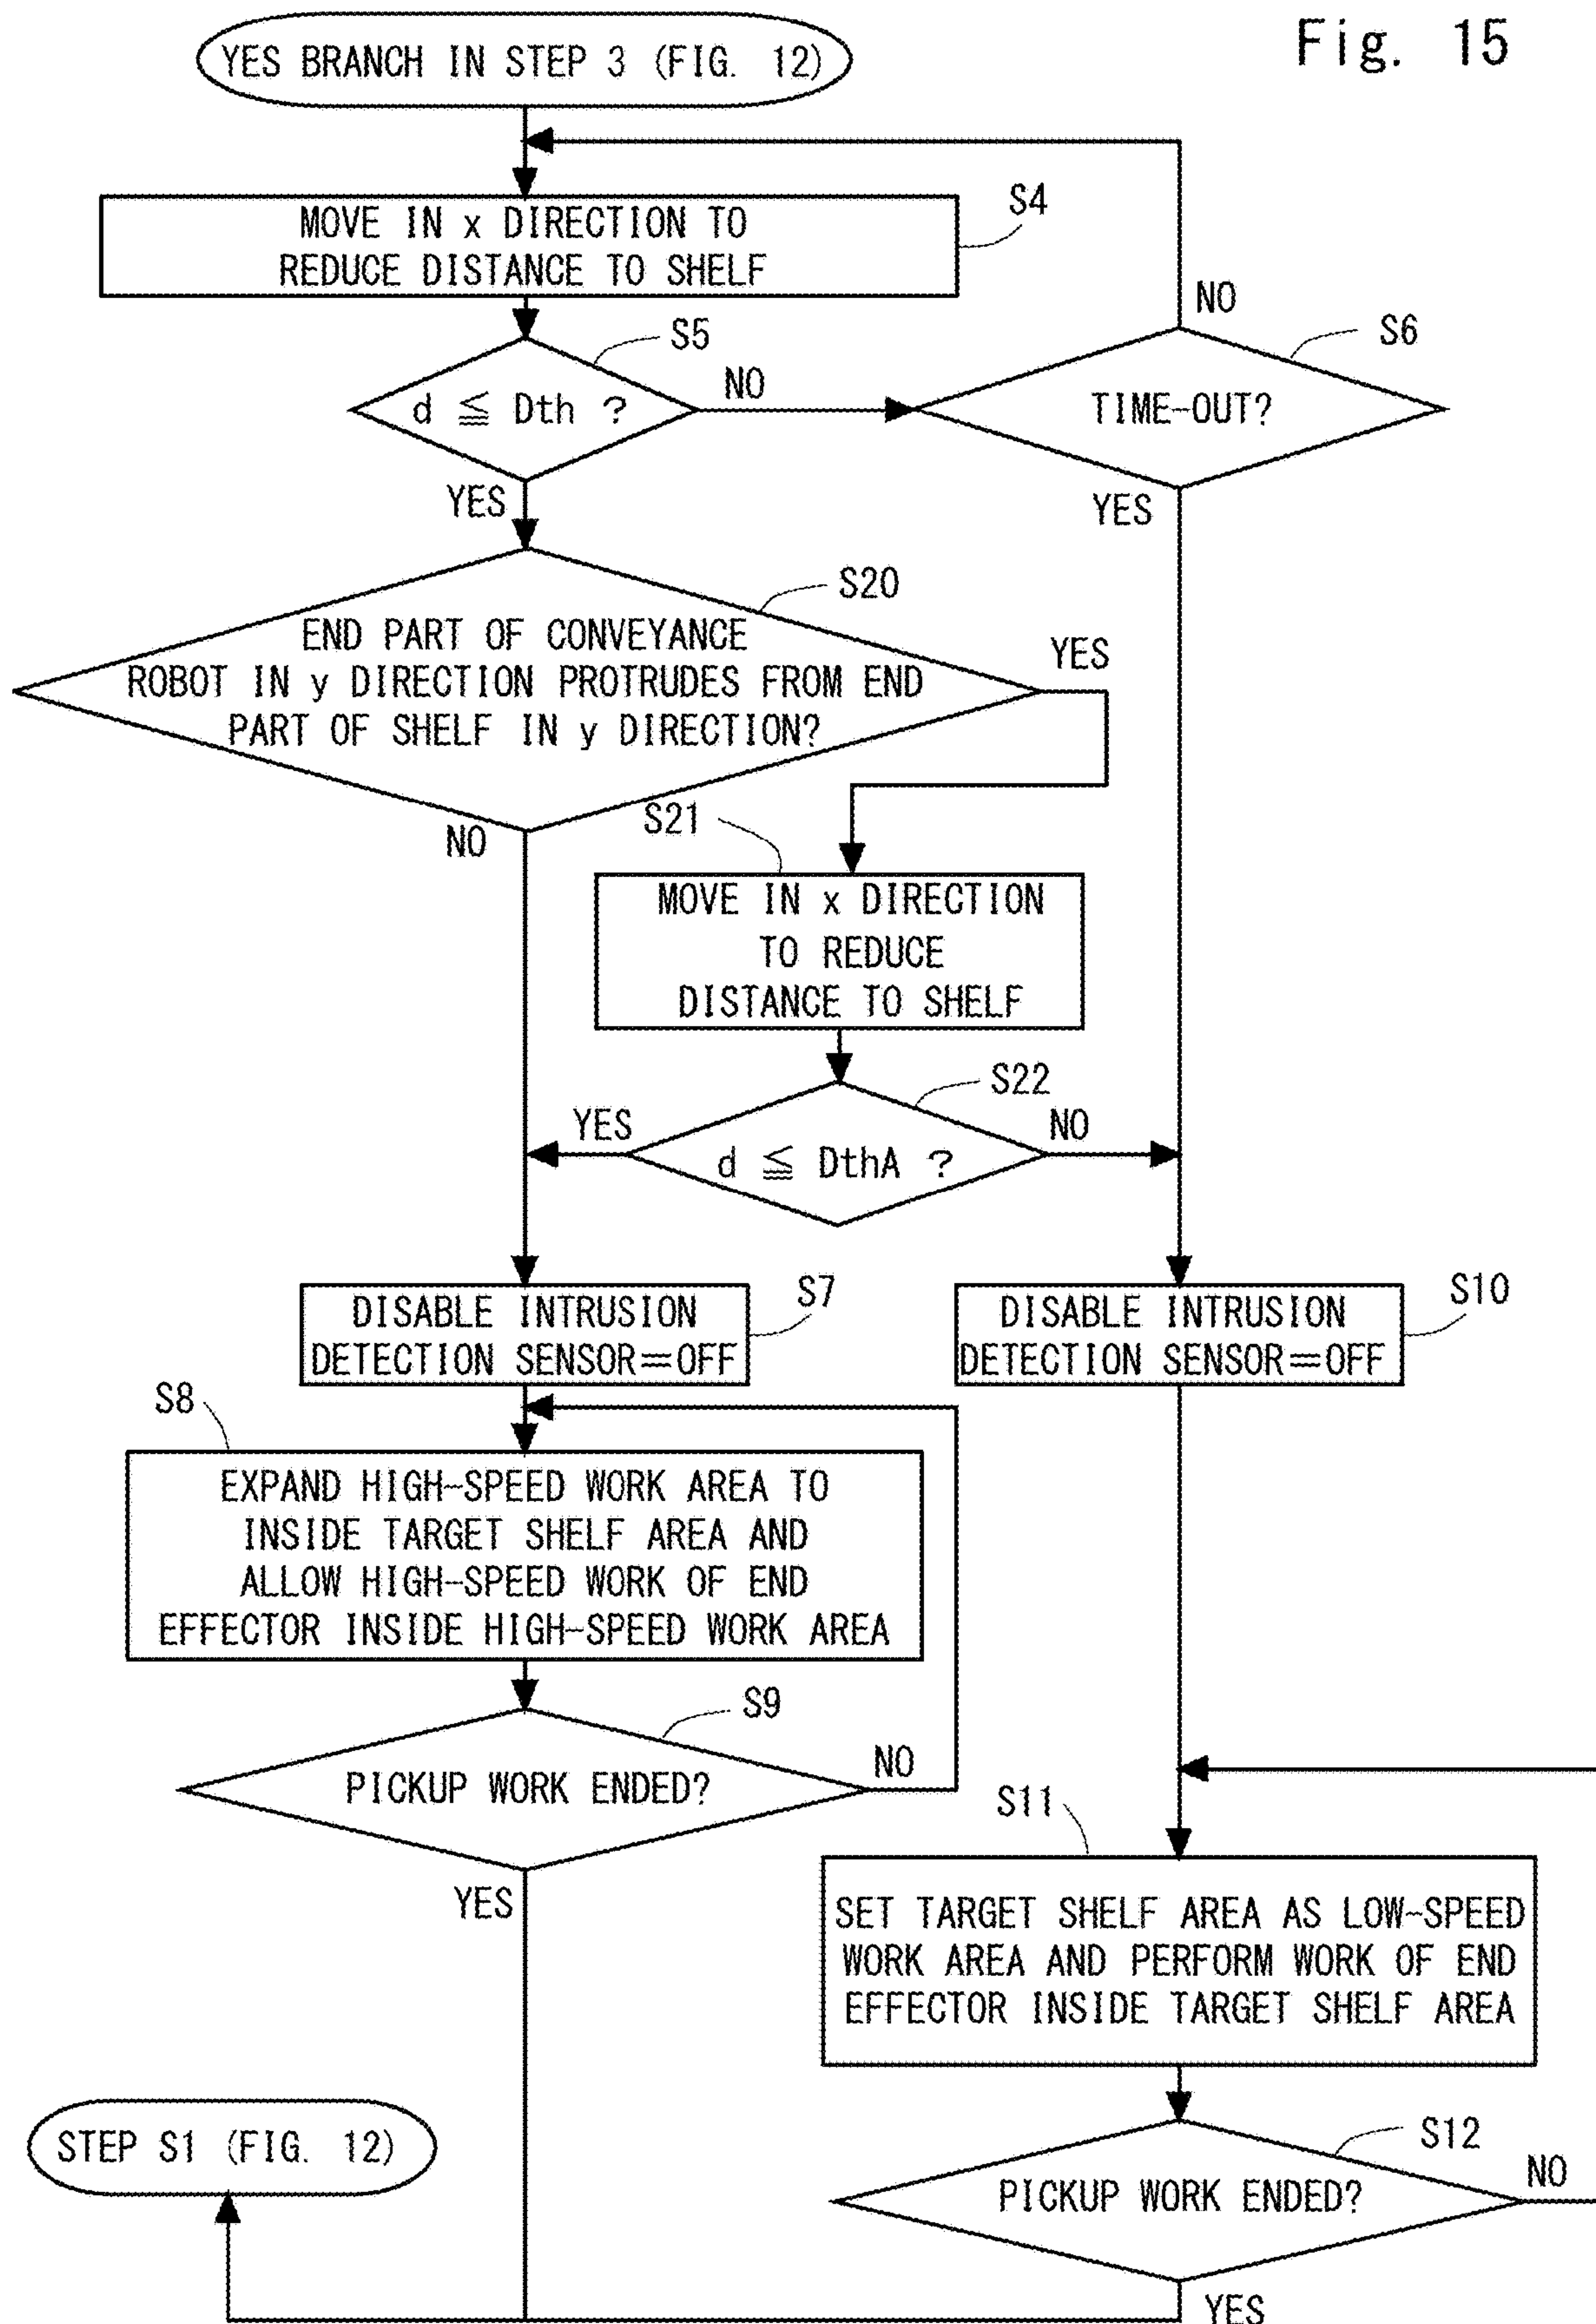 Fig. 15
YES BRANCH IN STEP 3 (FIG. 12)
MOVE IN x DIRECTION TO
REDUCE DISTANCE TO SHELF
S4
d ≦ Dth ?
S5
NO
YES
TIME-OUT?
S6
NO
YES
END PART OF CONVEYANCE
ROBOT IN y DIRECTION PROTRUDES FROM END
PART OF SHELF IN y DIRECTION?
S20
YES
NO
S21
MOVE IN x DIRECTION
TO REDUCE
DISTANCE TO SHELF
S22
d ≦ DthA ?
YES
NO
DISABLE INTRUSION
DETECTION SENSOR=OFF
S7
DISABLE INTRUSION
DETECTION SENSOR=OFF
S10
S8
EXPAND HIGH-SPEED WORK AREA TO
INSIDE TARGET SHELF AREA AND
ALLOW HIGH-SPEED WORK OF END
EFFECTOR INSIDE HIGH-SPEED WORK AREA
S9
PICKUP WORK ENDED?
NO
YES
S11
SET TARGET SHELF AREA AS LOW-SPEED
WORK AREA AND PERFORM WORK OF END
EFFECTOR INSIDE TARGET SHELF AREA
S12
PICKUP WORK ENDED?
NO
YES
STEP S1 (FIG. 12)